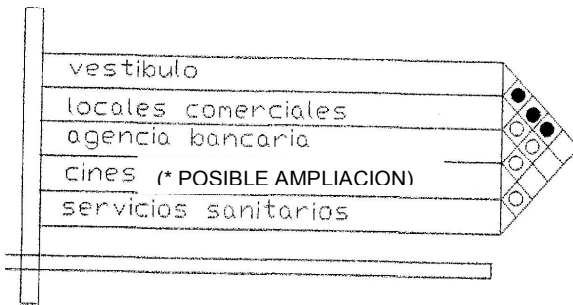 vestibulo
locales comerciales
agencia bancaria
cines (* POSIBLE AMPLIACION)
servicios sanitarios